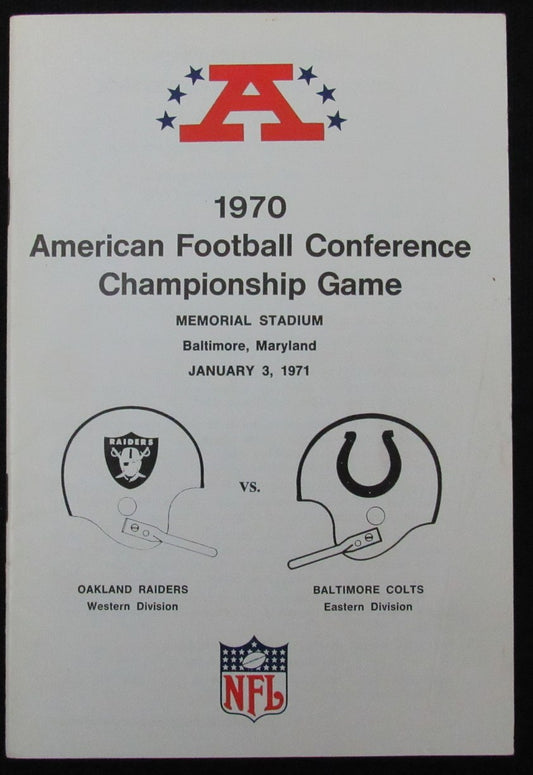 A
1970
American Football Conference
Championship Game
MEMORIAL STADIUM
Baltimore, Maryland
JANUARY 3, 1971
RAIDERS
vs.
OAKLAND RAIDERS
Western Division
BALTIMORE COLTS
Eastern Division
NFL